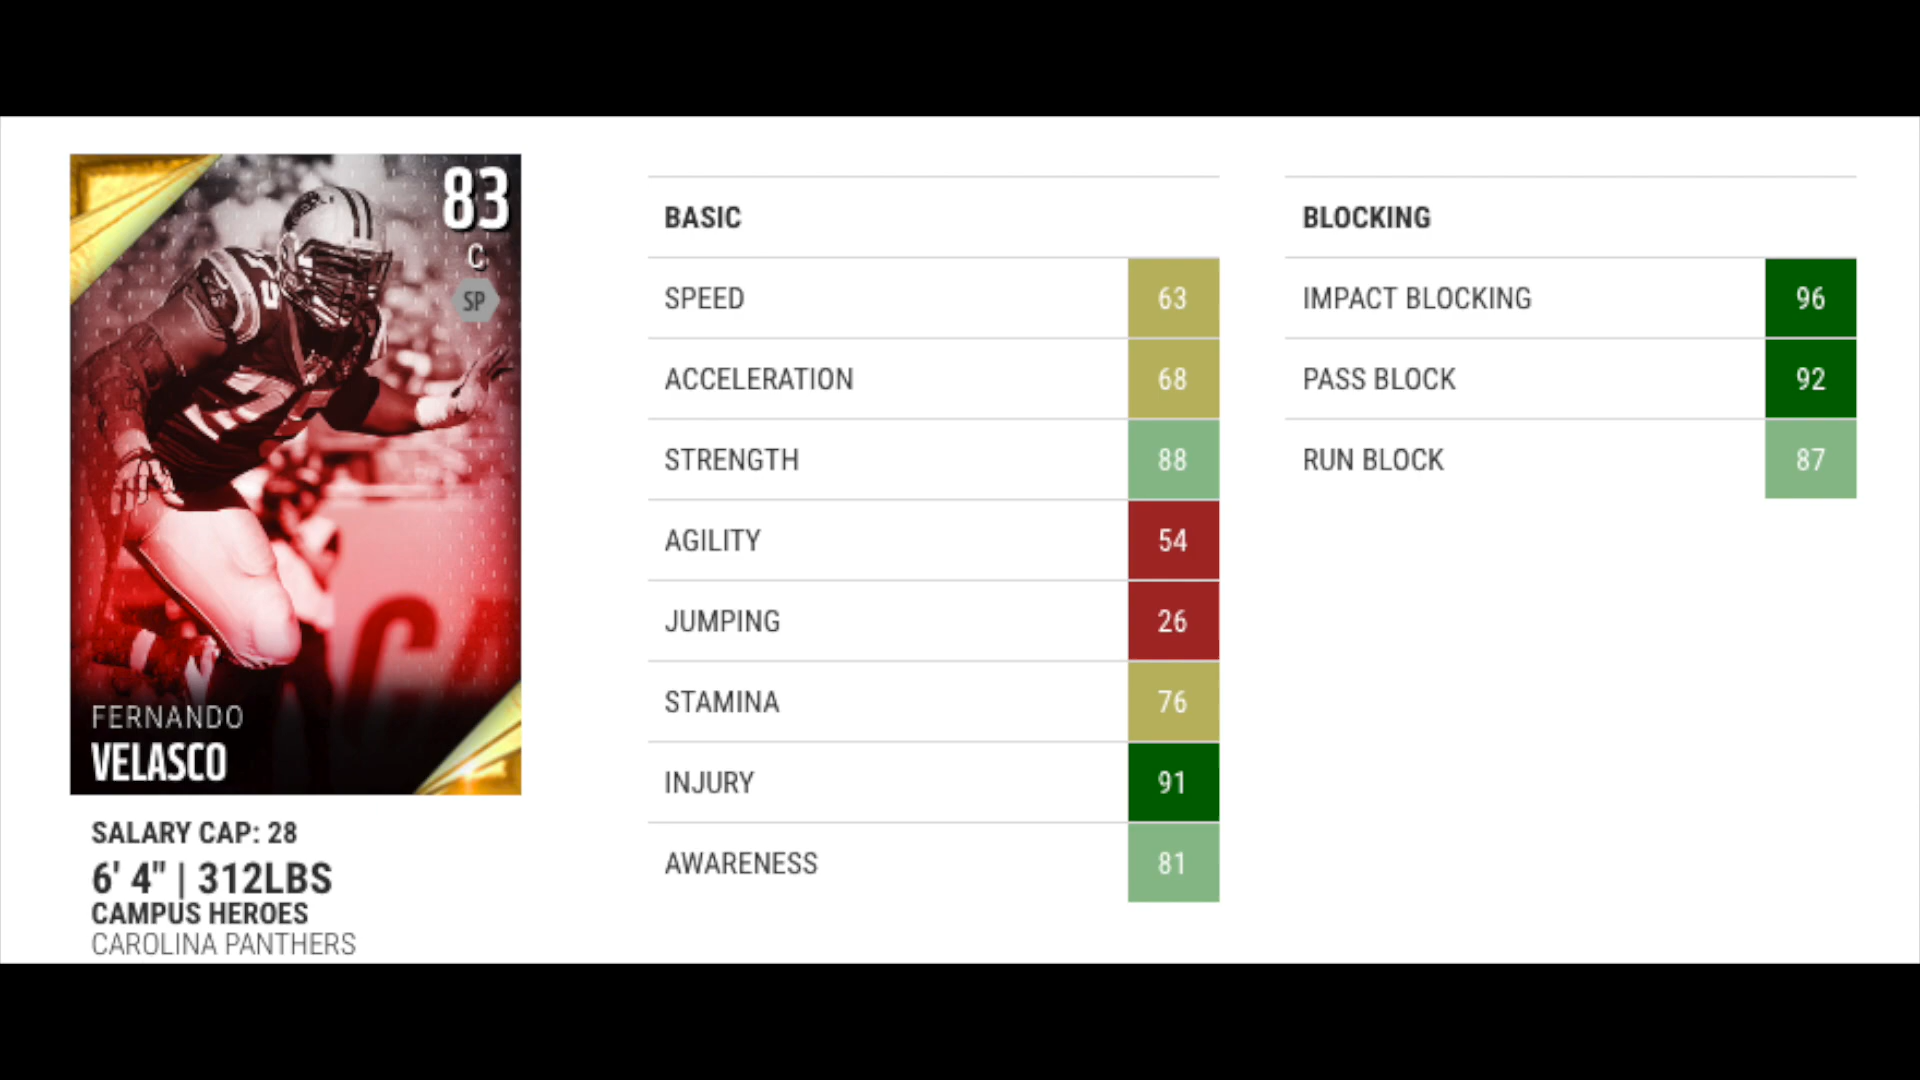 83
C
SP
FERNANDO
VELASCO
SALARY CAP: 28
6' 4" | 312LBS
CAMPUS HEROES
CAROLINA PANTHERS
BASIC
SPEED 63
ACCELERATION 68
STRENGTH 88
AGILITY 54
JUMPING 26
STAMINA 76
INJURY 91
AWARENESS 81
BLOCKING
IMPACT BLOCKING 96
PASS BLOCK 92
RUN BLOCK 87